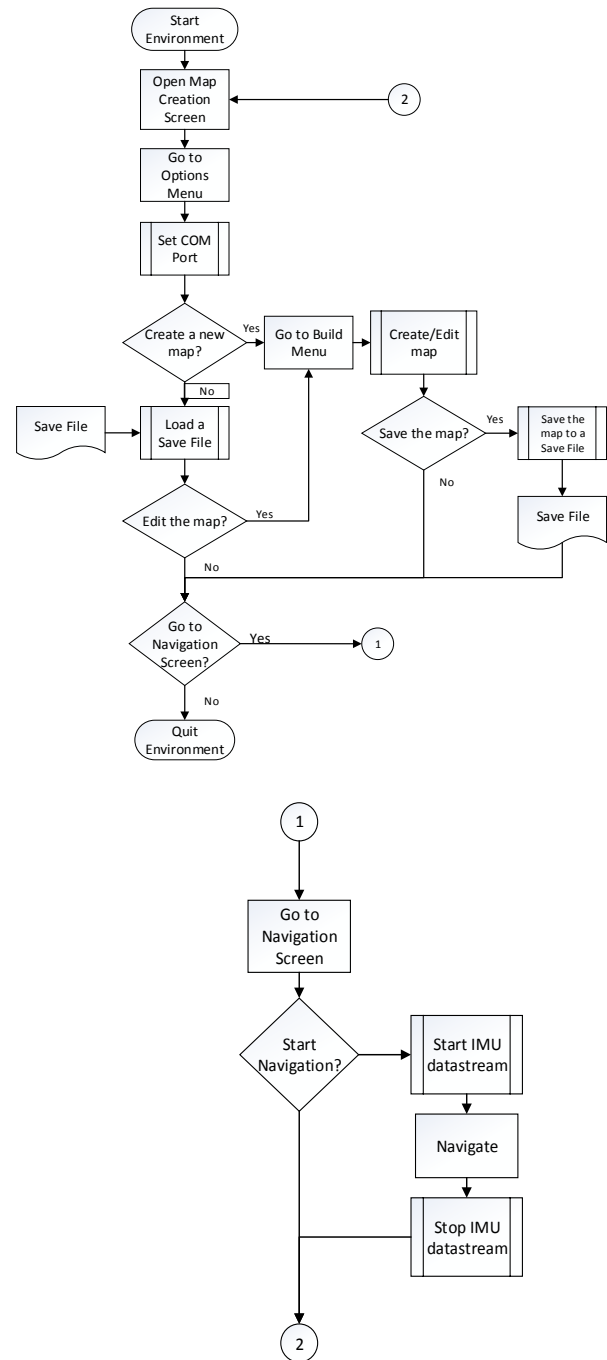 Start
Environment
Open Map
Creation
Screen
2
Go to
Options
Menu
Set COM
Port
Create a new
map?
Yes
Go to Build
Menu
Create/Edit
map
No
Save File
Load a
Save File
Save the map?
Yes
Save the
map to a
Save File
No
Edit the map?
Yes
Save File
No
Go to
Navigation
Screen?
Yes
1
No
Quit
Environment
1
Go to
Navigation
Screen
Start
Navigation?
Start IMU
datastream
Navigate
Stop IMU
datastream
2